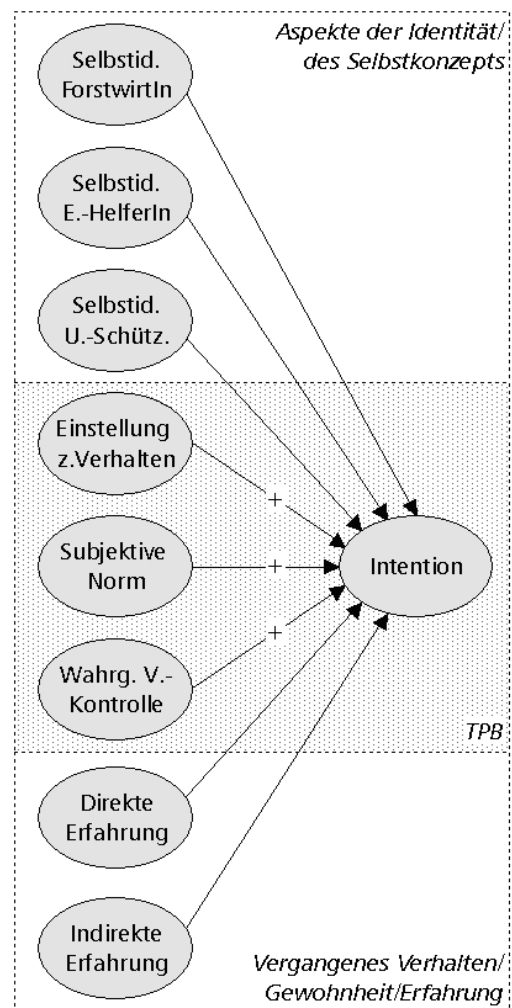 Aspekte der Identität/
des Selbstkonzepts
Selbstid.
ForstwirtIn
Selbstid.
E.-HelferIn
Selbstid.
U.-Schütz.
Einstellung
z.Verhalten
+
Subjektive
Norm
+
Intention
Wahrg. V.-
Kontrolle
+
TPB
Direkte
Erfahrung
Indirekte
Erfahrung
Vergangenes Verhalten/
Gewohnheit/Erfahrung